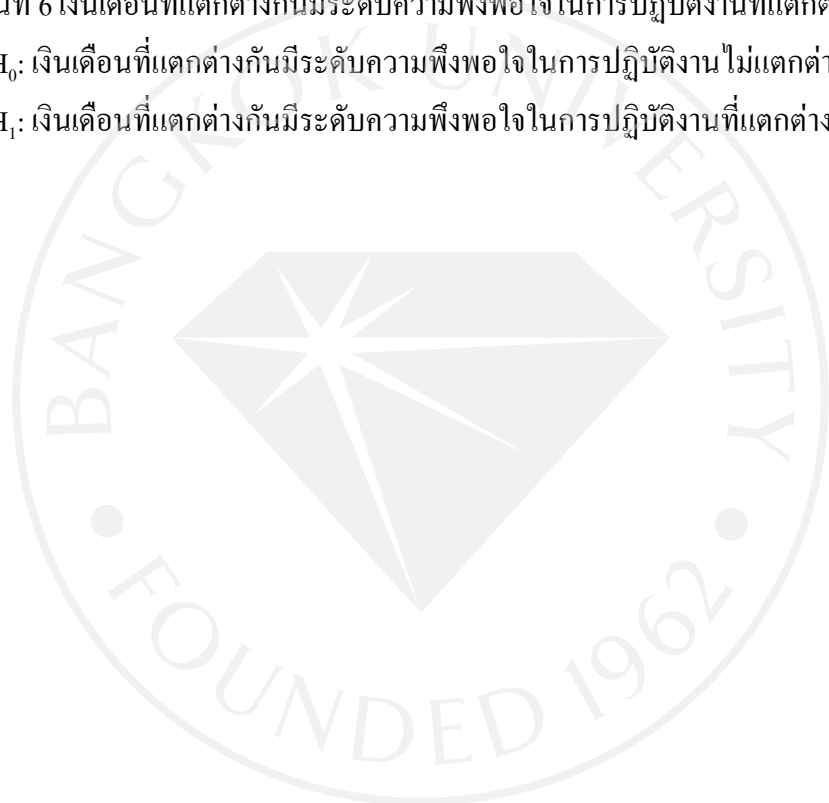 นที่ 6 เงินเดือนที่แตกต่างกันมีระดับความพึงพอใจในการปฏิบัติงานที่แตกต
H₀: เงินเดือนที่แตกต่างกันมีระดับความพึงพอใจในการปฏิบัติงานไม่แตกต่า
H₁: เงินเดือนที่แตกต่างกันมีระดับความพึงพอใจในการปฏิบัติงานที่แตกต่าง
BANGKOK UNIVERSITY
FOUNDED 1962